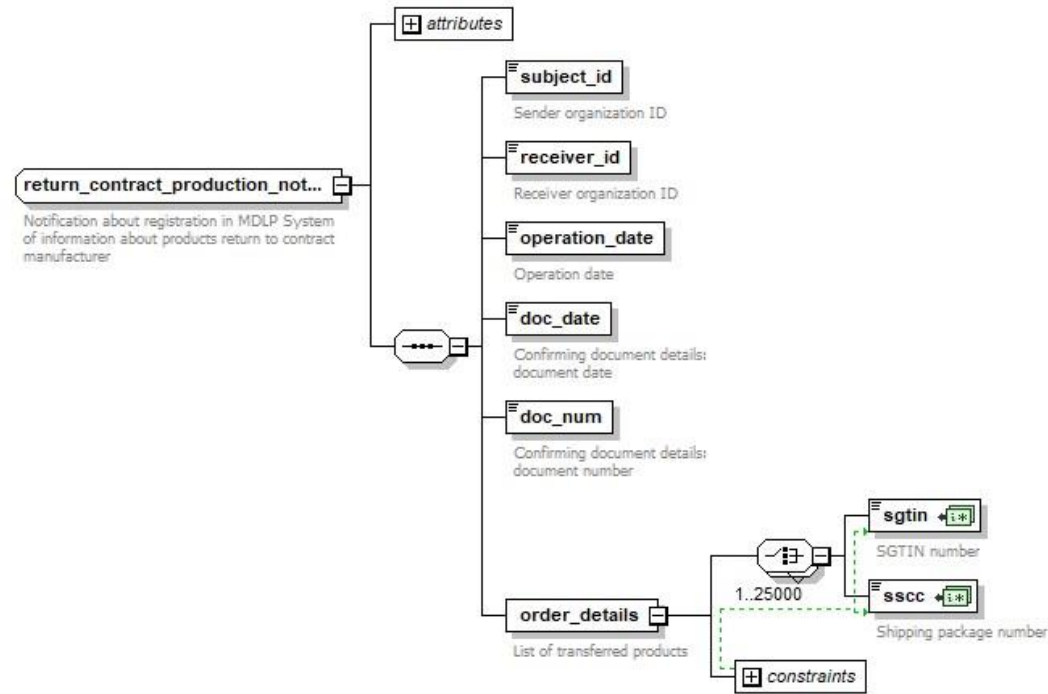 attributes
subject_id
Sender organization ID
receiver_id
Receiver organization ID
return_contract_production_not...
Notification about registration in MDLP System
of information about products return to contract
manufacturer
operation_date
Operation date
doc_date
Confirming document details:
document date
doc_num
Confirming document details:
document number
sgtin
SGTIN number
1..25000
sscc
Shipping package number
order_details
List of transferred products
constraints